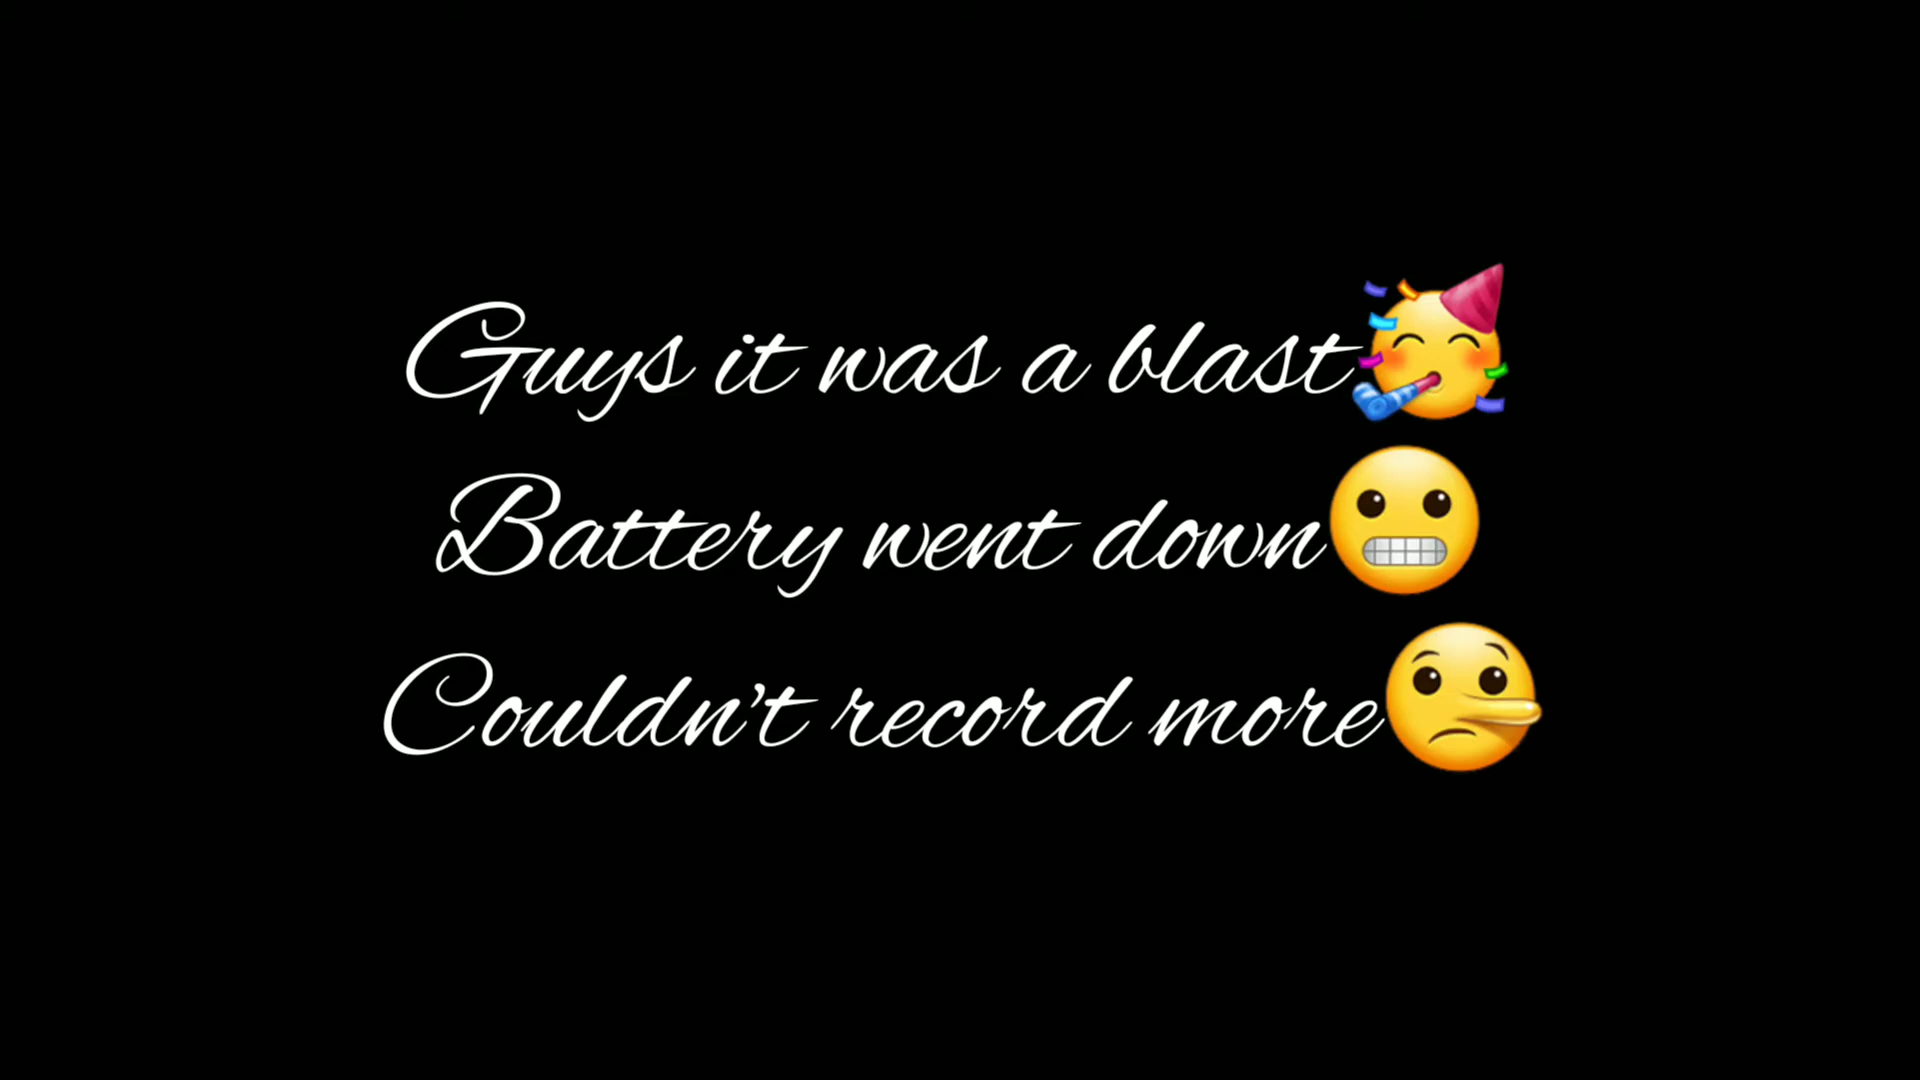 Guys it was a blast🥳
Battery went down😬
Couldn't record more🤥